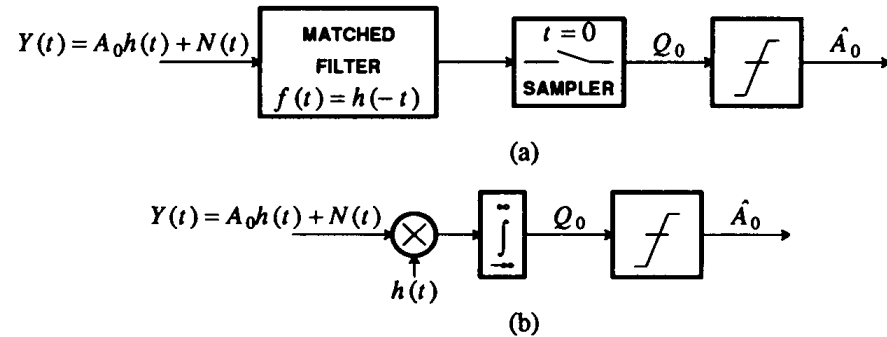 Y(t) = A₀h(t) + N(t)
MATCHED
FILTER
f(t) = h(−t)
t = 0
SAMPLER
Q₀
Â₀
(a)
Y(t) = A₀h(t) + N(t)
h(t)
∞
∫
−∞
Q₀
Â₀
(b)